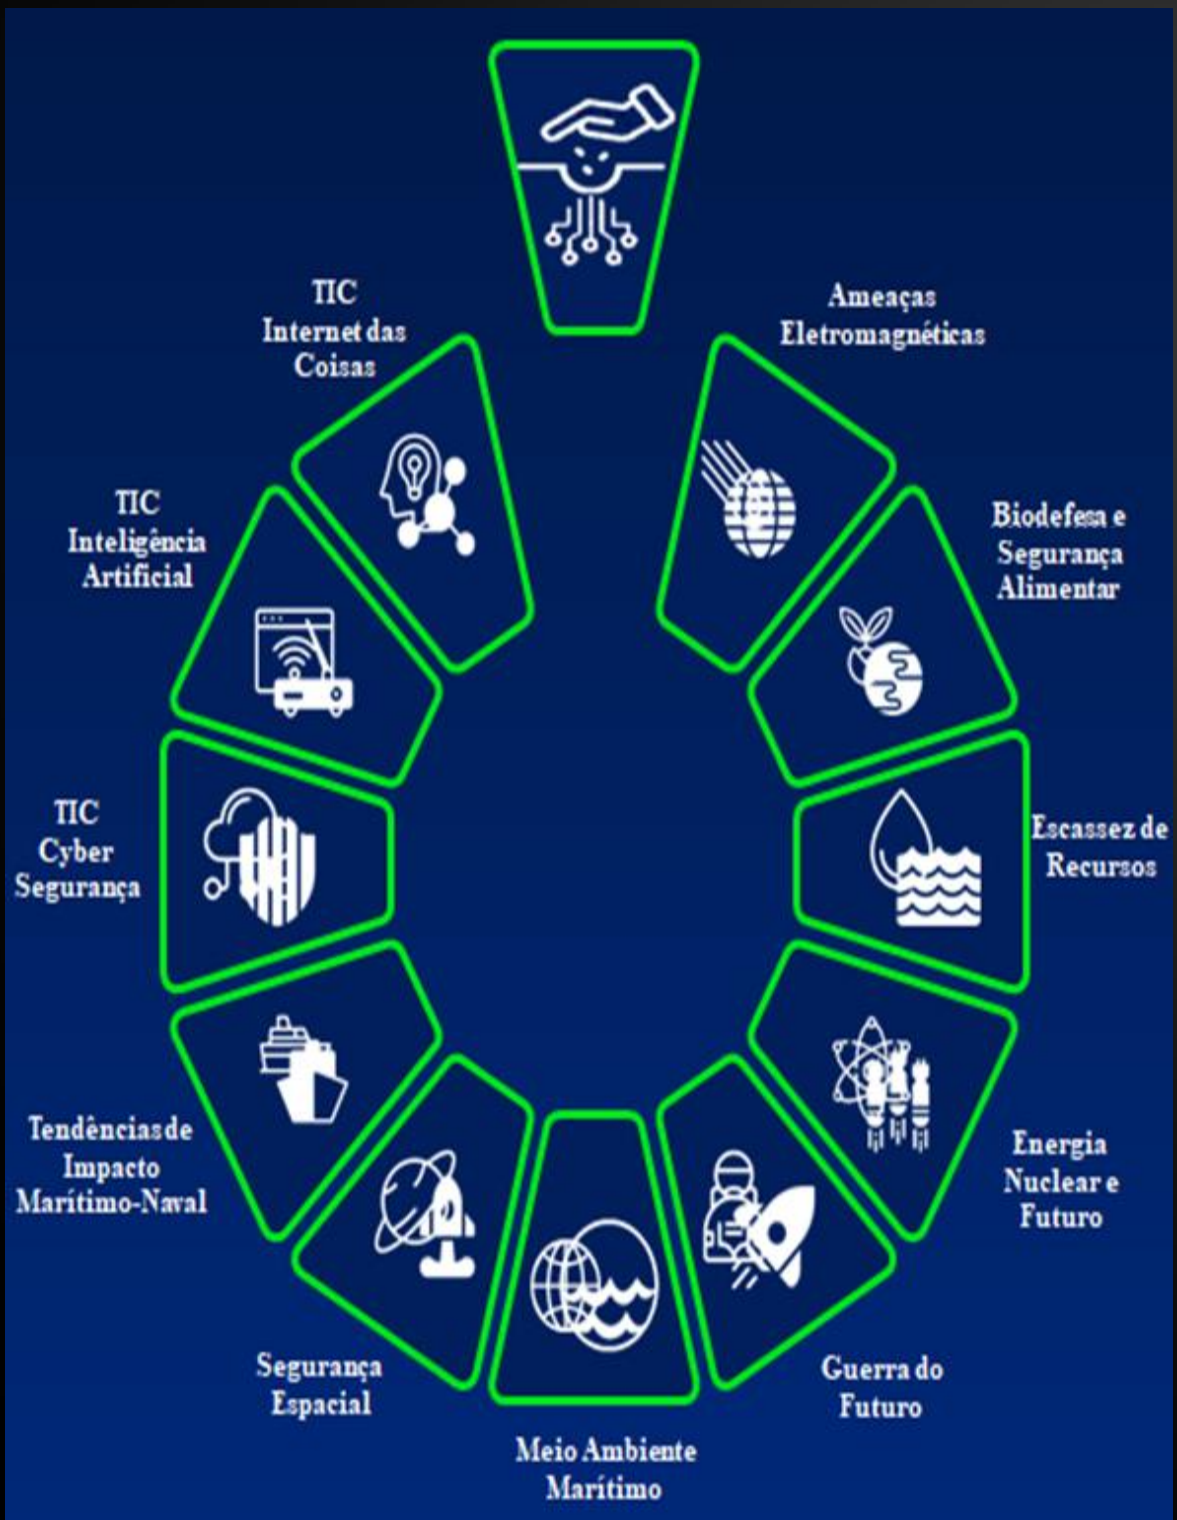 TIC
Internet das
Coisas
Ameaças
Eletromagnéticas
TIC
Inteligência
Artificial
Biodefesa e
Segurança
Alimentar
TIC
Cyber
Segurança
Escassez de
Recursos
Tendências de
Impacto
Marítimo-Naval
Energia
Nuclear e
Futuro
Segurança
Espacial
Guerra do
Futuro
Meio Ambiente
Marítimo